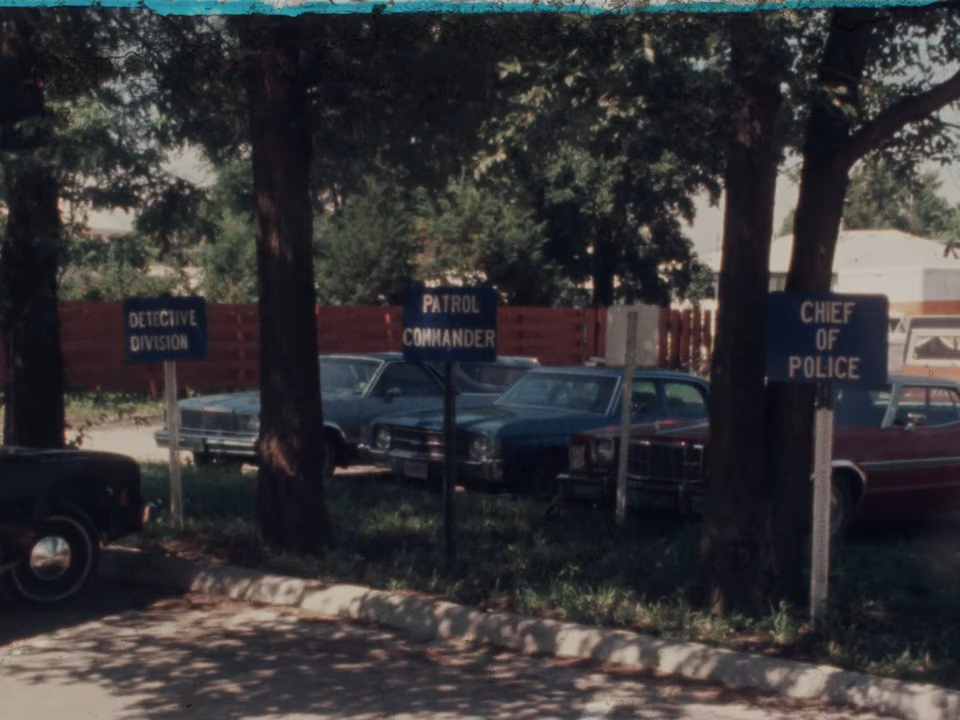 DETECTIVE
DIVISION
PATROL
COMMANDER
CHIEF
OF
POLICE